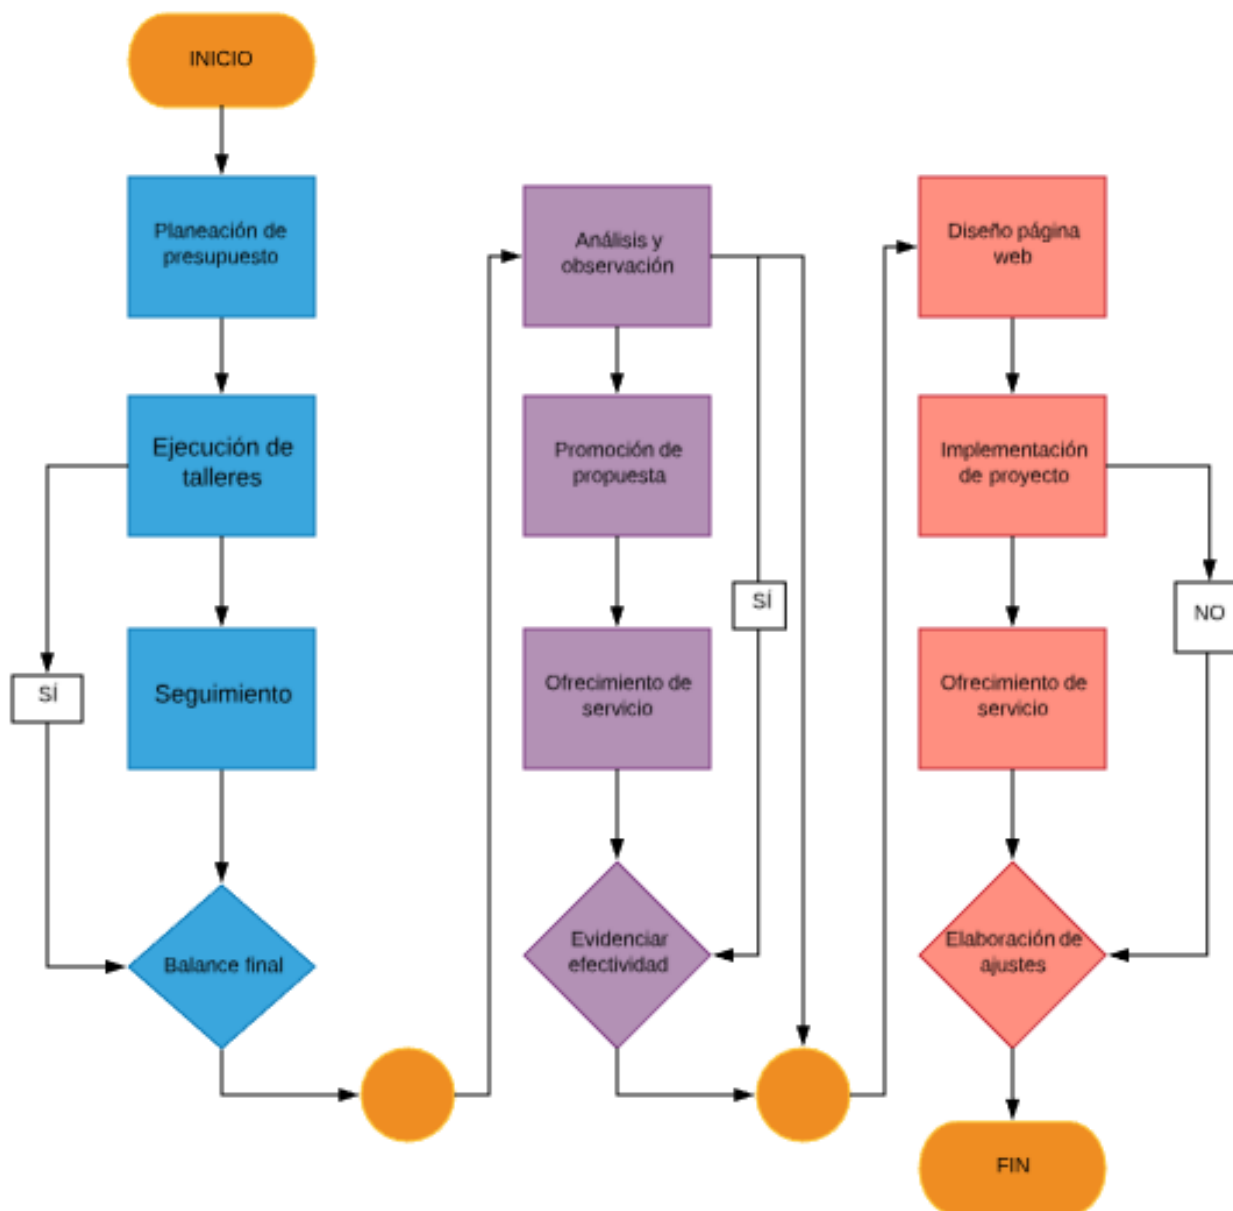 INICIO
Planeación de
presupuesto
Ejecución de
talleres
SÍ
Seguimiento
Balance final
Análisis y
observación
Promoción de
propuesta
SÍ
Ofrecimiento de
servicio
Evidenciar
efectividad
Diseño página
web
Implementación
de proyecto
NO
Ofrecimiento de
servicio
Elaboración de
ajustes
FIN